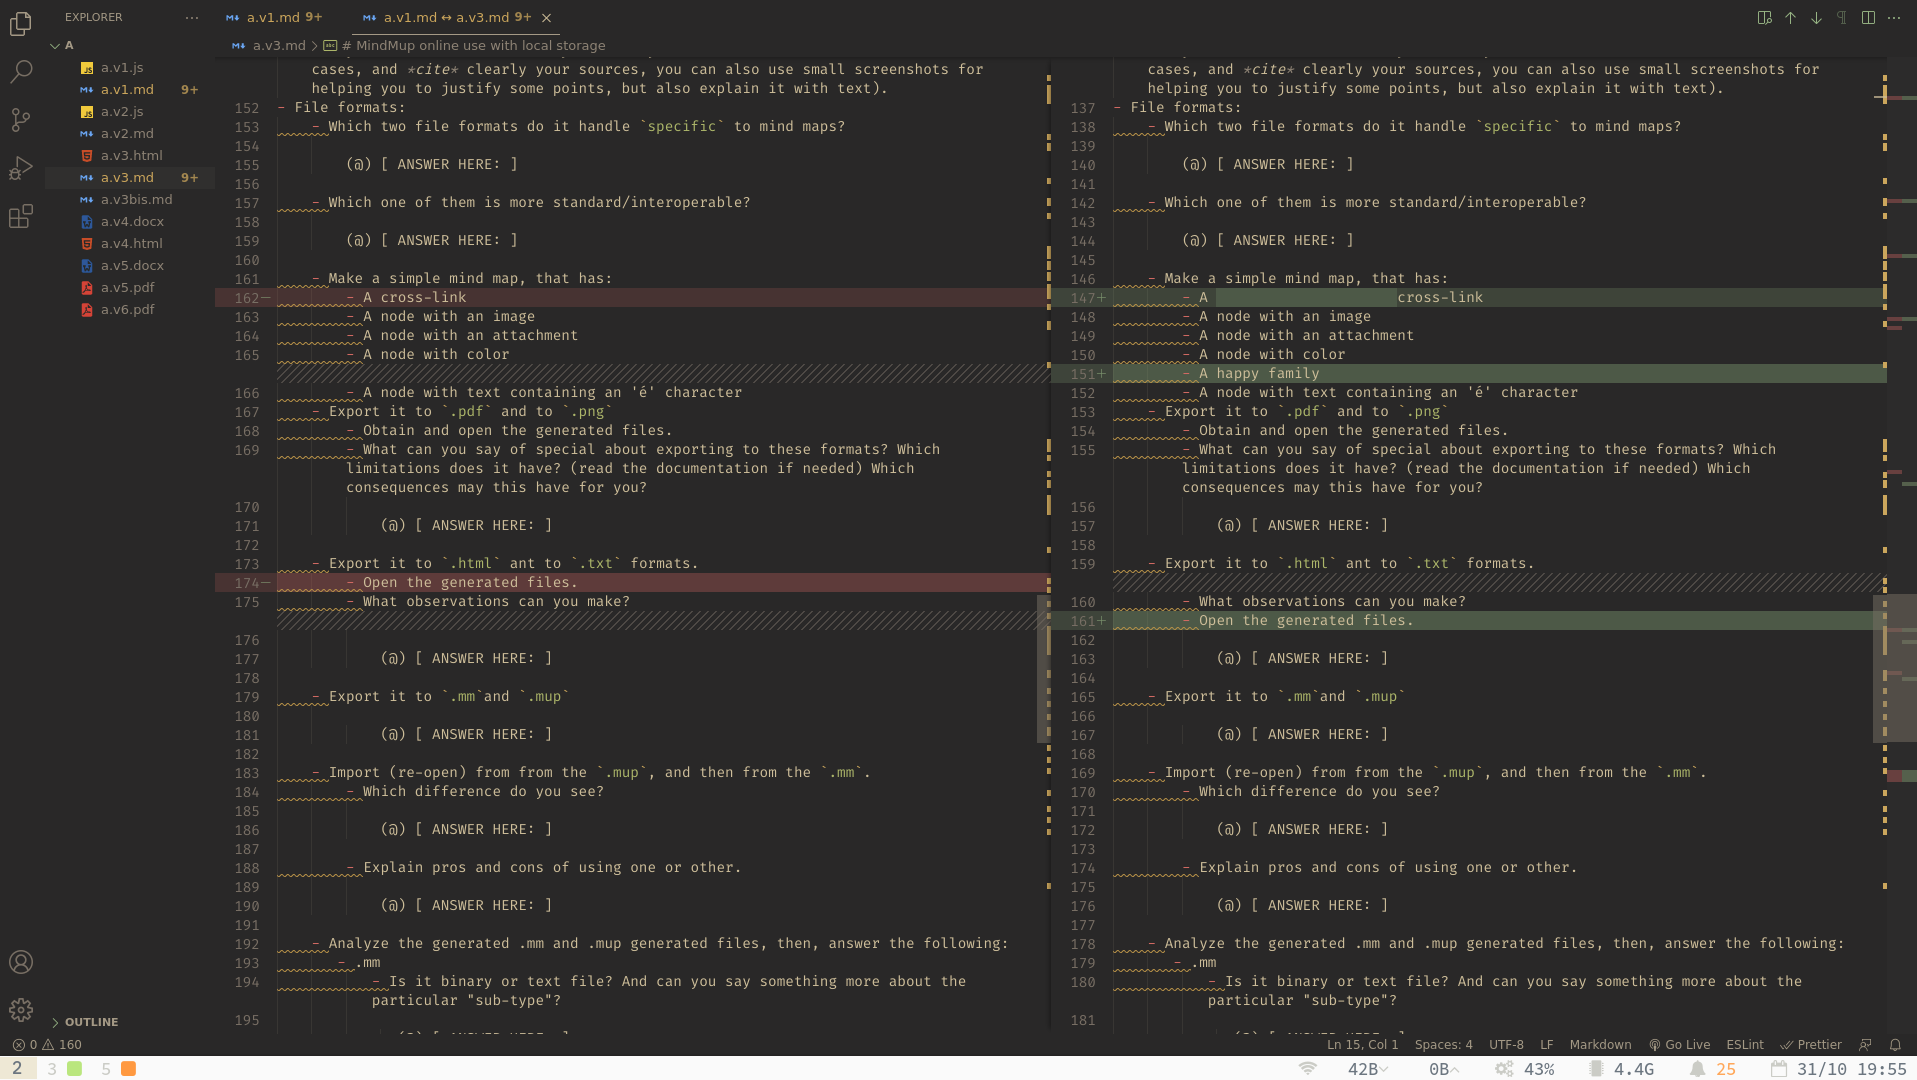 EXPLORER
a.v1.md 9+
a.v1.md ↔ a.v3.md 9+
A
a.v1.js
a.v1.md 9+
a.v2.js
a.v2.md
a.v3.html
a.v3.md 9+
a.v3bis.md
a.v4.docx
a.v4.html
a.v5.docx
a.v5.pdf
a.v6.pdf
OUTLINE
a.v3.md > # MindMup online use with local storage
cases, and *cite* clearly your sources, you can also use small screenshots for
helping you to justify some points, but also explain it with text).
152 - File formats:
153 - Which two file formats do it handle `specific` to mind maps?
154
155 (@) [ ANSWER HERE: ]
156
157 - Which one of them is more standard/interoperable?
158
159 (@) [ ANSWER HERE: ]
160
161 - Make a simple mind map, that has:
162- - A cross-link
163 - A node with an image
164 - A node with an attachment
165 - A node with color
166 - A node with text containing an 'é' character
167 - Export it to `.pdf` and to `.png`
168 - Obtain and open the generated files.
169 - What can you say of special about exporting to these formats? Which
limitations does it have? (read the documentation if needed) Which
consequences may this have for you?
170
171 (@) [ ANSWER HERE: ]
172
173 - Export it to `.html` ant to `.txt` formats.
174- - Open the generated files.
175 - What observations can you make?
176
177 (@) [ ANSWER HERE: ]
178
179 - Export it to `.mm`and `.mup`
180
181 (@) [ ANSWER HERE: ]
182
183 - Import (re-open) from from the `.mup`, and then from the `.mm`.
184 - Which difference do you see?
185
186 (@) [ ANSWER HERE: ]
187
188 - Explain pros and cons of using one or other.
189
190 (@) [ ANSWER HERE: ]
191
192 - Analyze the generated .mm and .mup generated files, then, answer the following:
193 - .mm
194 - Is it binary or text file? And can you say something more about the
particular "sub-type"?
195
cases, and *cite* clearly your sources, you can also use small screenshots for
helping you to justify some points, but also explain it with text).
137 - File formats:
138 - Which two file formats do it handle `specific` to mind maps?
139
140 (@) [ ANSWER HERE: ]
141
142 - Which one of them is more standard/interoperable?
143
144 (@) [ ANSWER HERE: ]
145
146 - Make a simple mind map, that has:
147+ - A cross-link
148 - A node with an image
149 - A node with an attachment
150 - A node with color
151+ - A happy family
152 - A node with text containing an 'é' character
153 - Export it to `.pdf` and to `.png`
154 - Obtain and open the generated files.
155 - What can you say of special about exporting to these formats? Which
limitations does it have? (read the documentation if needed) Which
consequences may this have for you?
156
157 (@) [ ANSWER HERE: ]
158
159 - Export it to `.html` ant to `.txt` formats.
160 - What observations can you make?
161+ - Open the generated files.
162
163 (@) [ ANSWER HERE: ]
164
165 - Export it to `.mm`and `.mup`
166
167 (@) [ ANSWER HERE: ]
168
169 - Import (re-open) from from the `.mup`, and then from the `.mm`.
170 - Which difference do you see?
171
172 (@) [ ANSWER HERE: ]
173
174 - Explain pros and cons of using one or other.
175
176 (@) [ ANSWER HERE: ]
177
178 - Analyze the generated .mm and .mup generated files, then, answer the following:
179 - .mm
180 - Is it binary or text file? And can you say something more about the
particular "sub-type"?
181
0 160
Ln 15, Col 1 Spaces: 4 UTF-8 LF Markdown Go Live ESLint Prettier
2 3 5
42B 0B 43% 4.4G 25 31/10 19:55